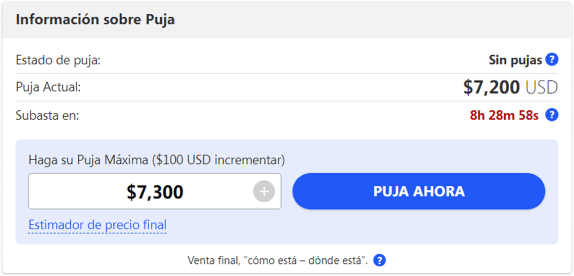 Información sobre Puja
Estado de puja: Sin pujas ?
Puja Actual: $7,200 USD
Subasta en: 8h 28m 58s ?
Haga su Puja Máxima ($100 USD incrementar)
$7,300 + PUJA AHORA
Estimador de precio final
Venta final, "cómo está – dónde está". ?